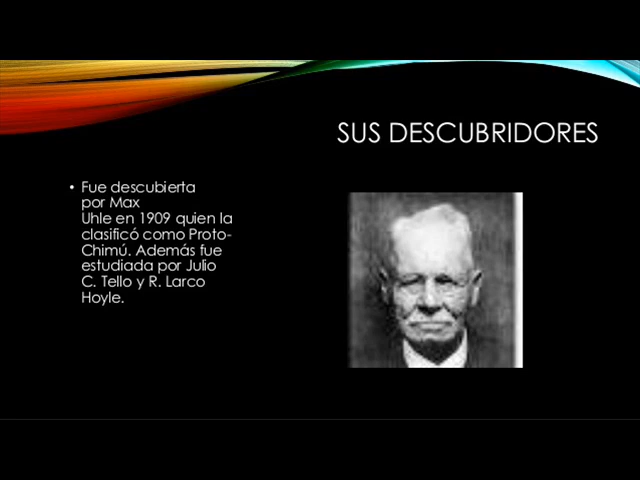 SUS DESCUBRIDORES
• Fue descubierta
por Max
Uhle en 1909 quien la
clasificó como Proto-
Chimú. Además fue
estudiada por Julio
C. Tello y R. Larco
Hoyle.